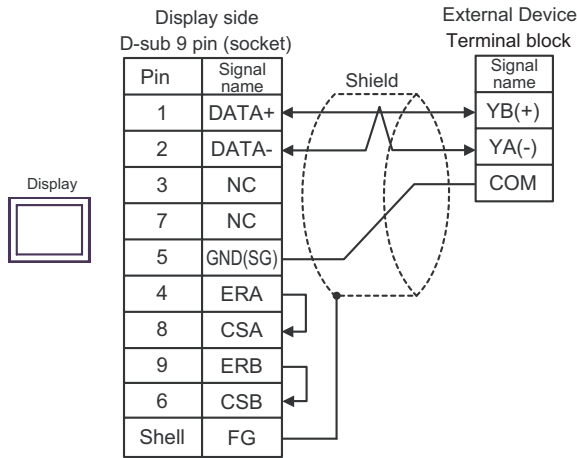 Display side
D-sub 9 pin (socket)
External Device
Terminal block
Pin
Signal name
Shield
Signal name
1 DATA+
YB(+)
2 DATA-
YA(-)
3 NC
COM
Display
7 NC
5 GND(SG)
4 ERA
8 CSA
9 ERB
6 CSB
Shell FG